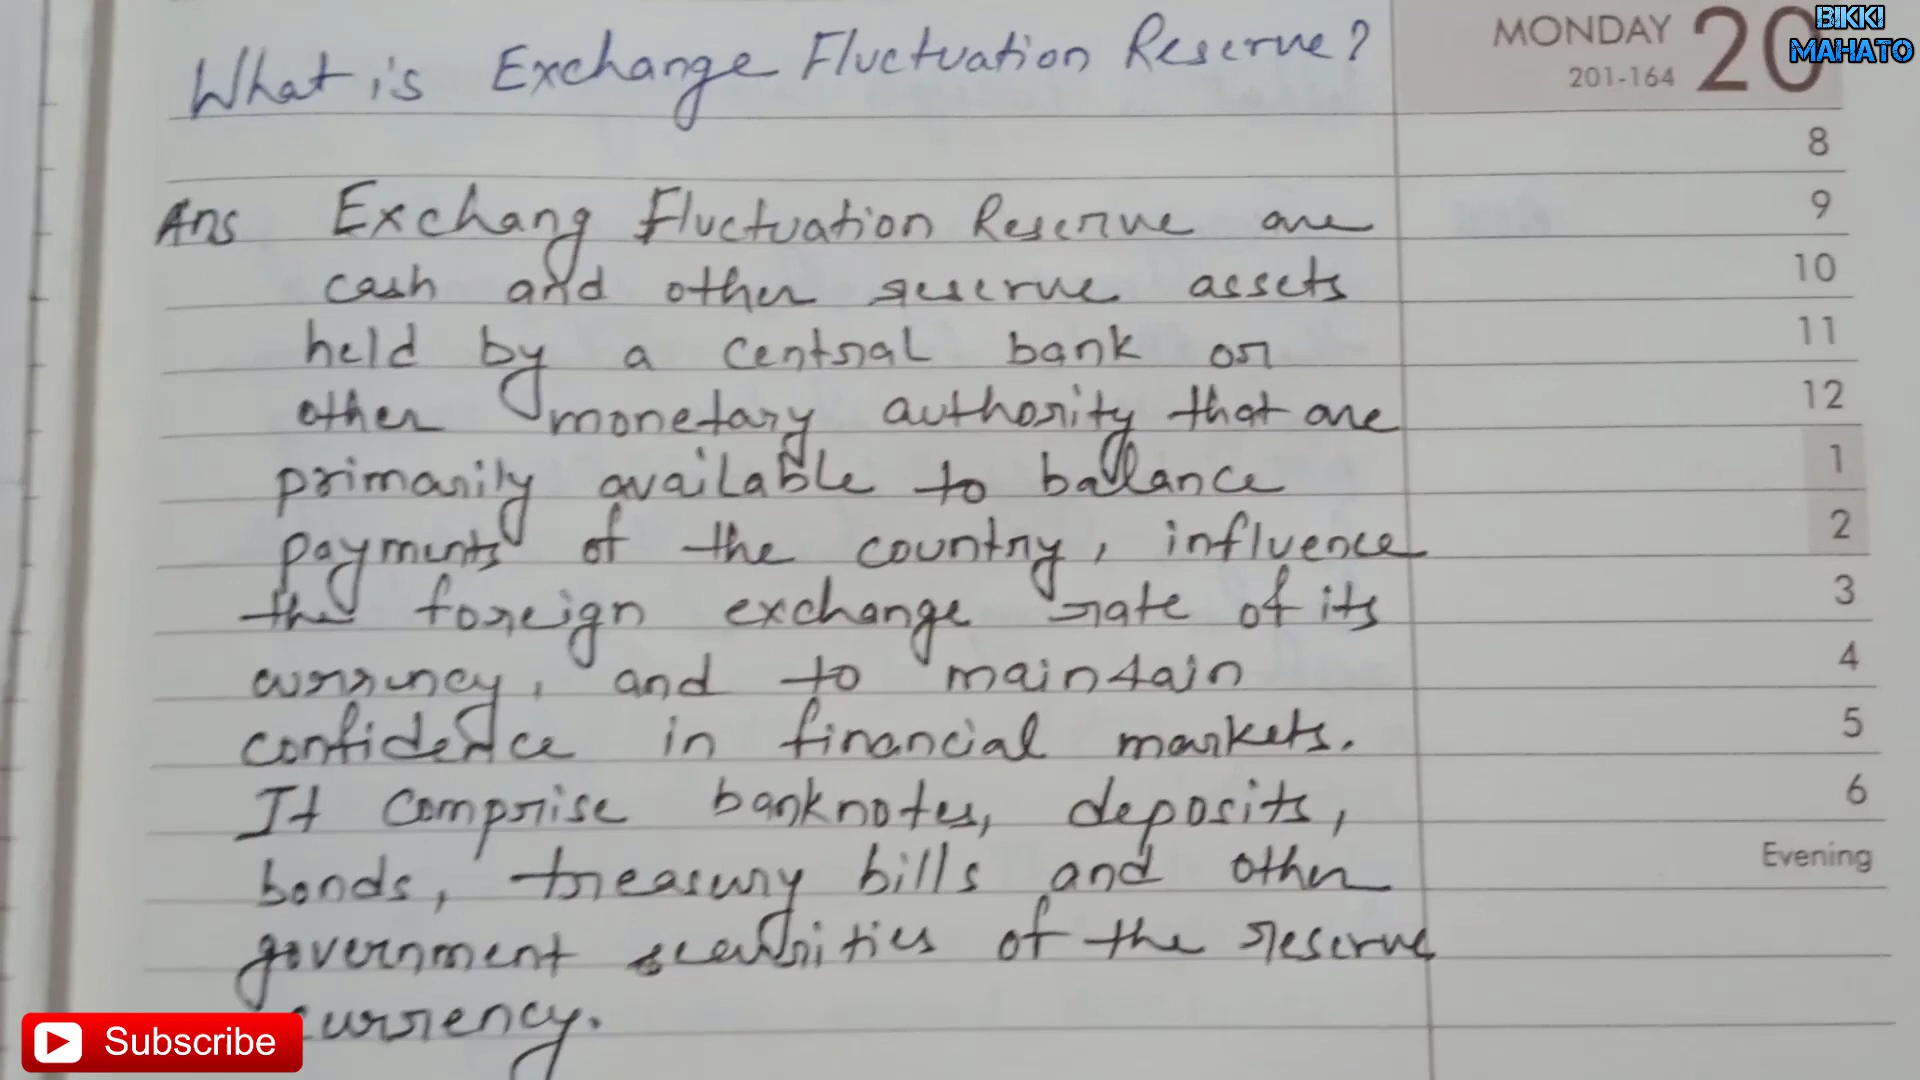 What is Exchange Fluctuation Reserve?
MONDAY 20
201-164
BIKKI
MAHATO
8
Ans Exchang Fluctuation Reserve are
9
cash and other reserve assets
10
held by a central bank or
11
other monetary authority that are
12
primarily available to ballance
1
payments of the country, influence
2
the foreign exchange rate of its
3
currency, and to maintain
4
confidence in financial markets.
5
It comprise banknotes, deposits,
6
bonds, treasury bills and other
Evening
government securities of the reserve
currency.
Subscribe